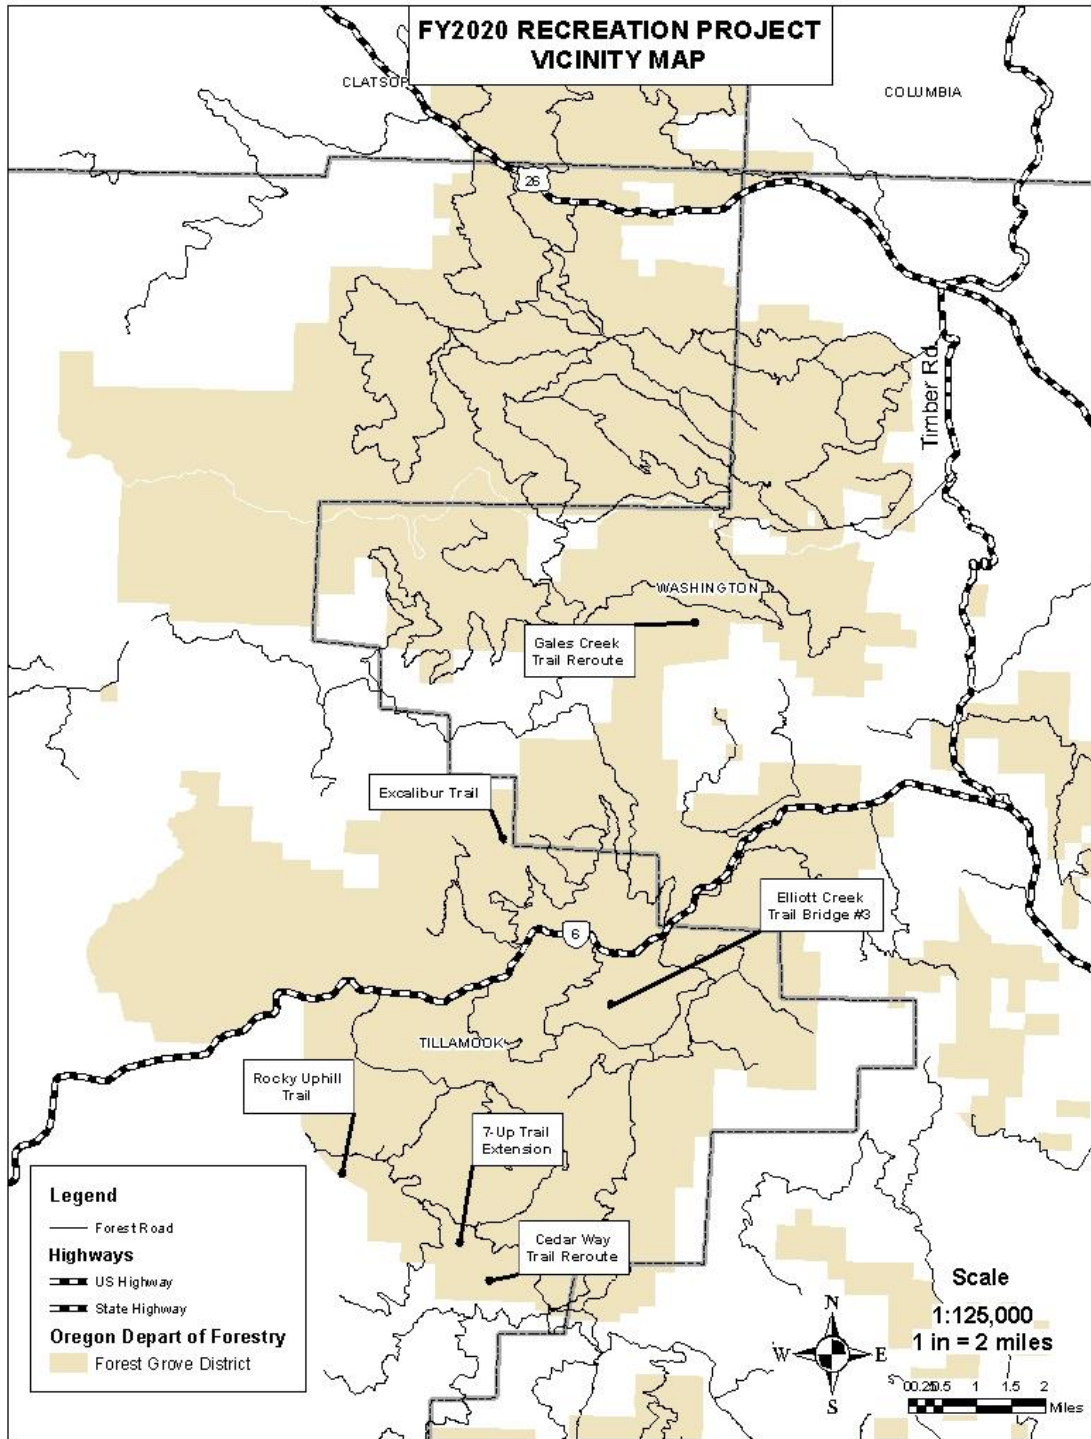 FY2020 RECREATION PROJECT
VICINITY MAP
CLATSOP
COLUMBIA
26
Timber Rd
WASHINGTON
Gales Creek
Trail Reroute
Excalibur Trail
Elliott Creek
Trail Bridge #3
6
TILLAMOOK
Rocky Uphill
Trail
7-Up Trail
Extension
Cedar Way
Trail Reroute
Legend
Forest Road
Highways
US Highway
State Highway
Oregon Depart of Forestry
Forest Grove District
Scale
1:125,000
1 in = 2 miles
N
W E
S
s
00.250.5 1 1.5 2
Miles